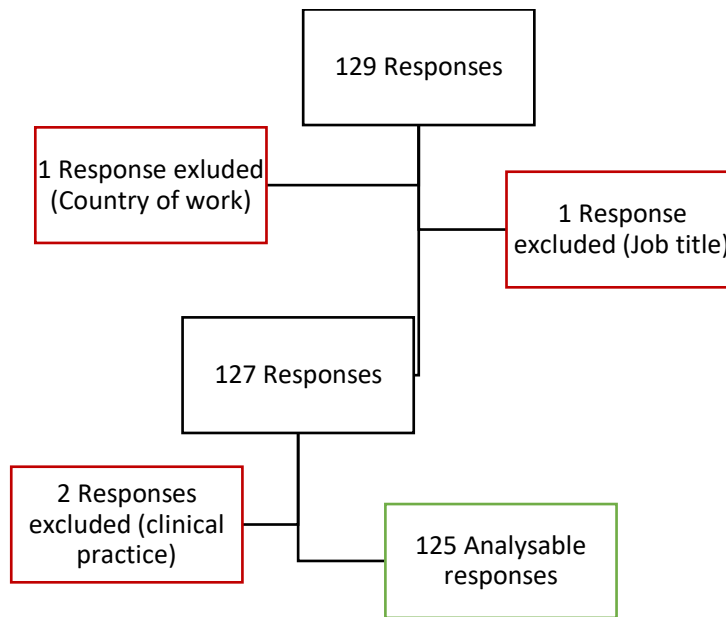 129 Responses
1 Response exluded
(Country of work)
1 Response
excluded (Job title)
127 Responses
2 Responses
excluded (clinical
practice)
125 Analysable
responses